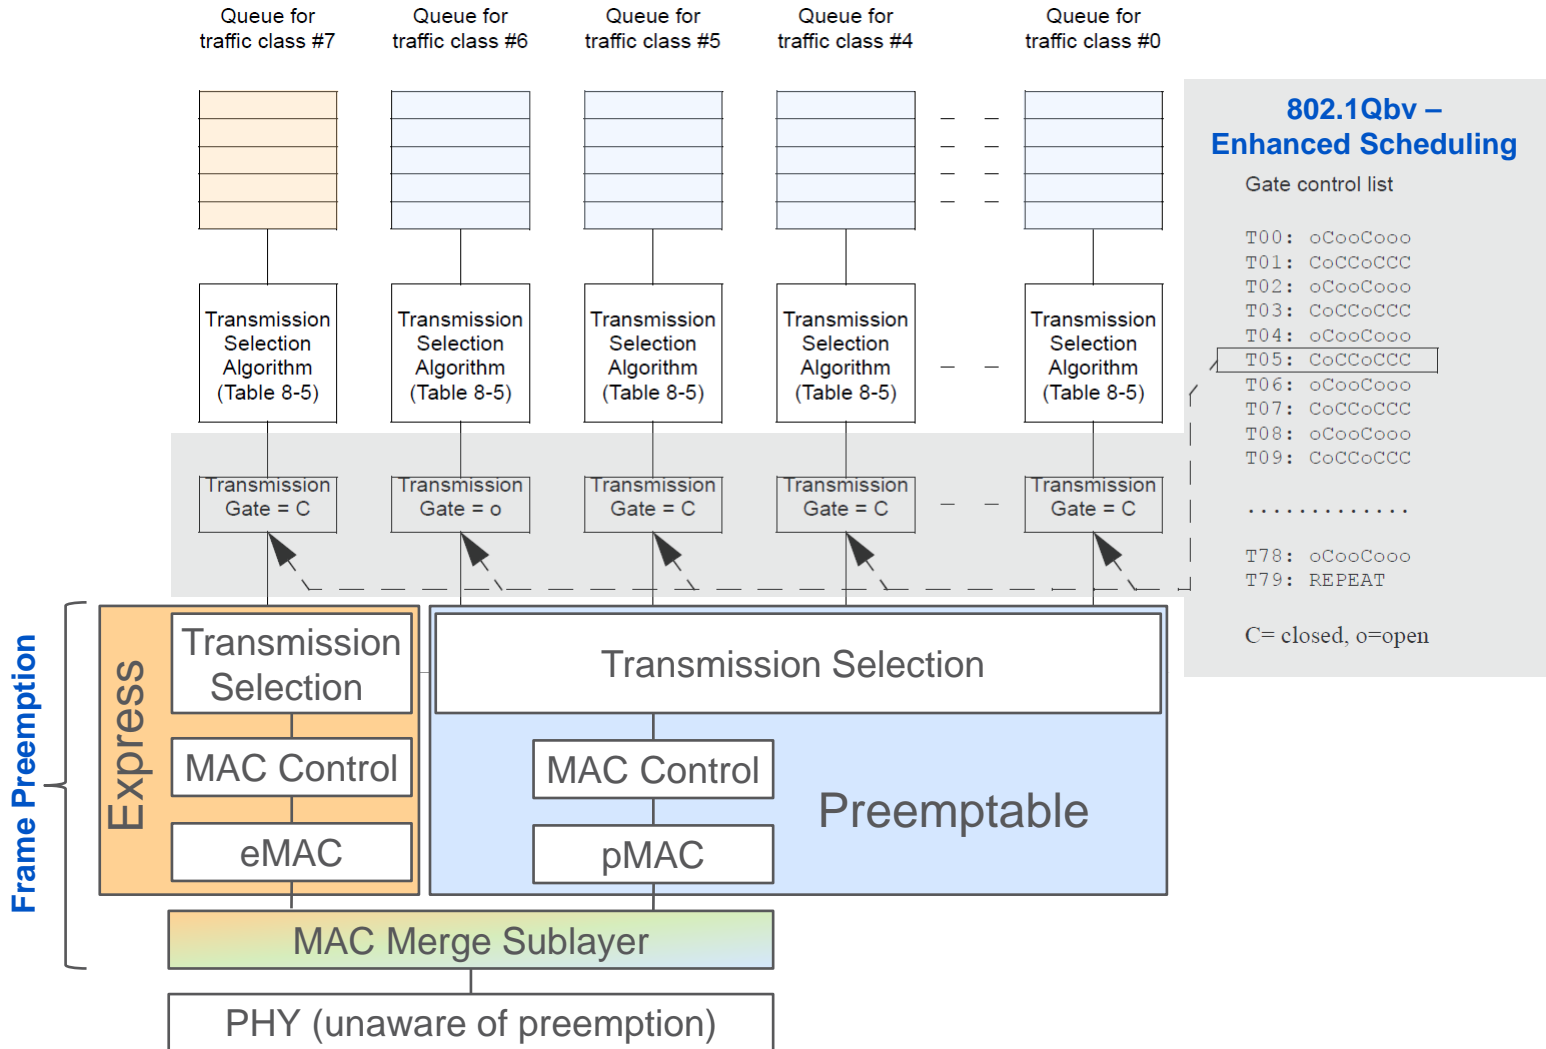 Queue for
traffic class #7
Queue for
traffic class #6
Queue for
traffic class #5
Queue for
traffic class #4
Queue for
traffic class #0
802.1Qbv –
Enhanced Scheduling
Gate control list
T00: oCooCooo
T01: CoCCoCCC
T02: oCooCooo
T03: CoCCoCCC
T04: oCooCooo
T05: CoCCoCCC
T06: oCooCooo
T07: CoCCoCCC
T08: oCooCooo
T09: CoCCoCCC
.............
T78: oCooCooo
T79: REPEAT
C= closed, o=open
Transmission
Selection
Algorithm
(Table 8-5)
Transmission
Selection
Algorithm
(Table 8-5)
Transmission
Selection
Algorithm
(Table 8-5)
Transmission
Selection
Algorithm
(Table 8-5)
Transmission
Selection
Algorithm
(Table 8-5)
Transmission
Gate = C
Transmission
Gate = o
Transmission
Gate = C
Transmission
Gate = C
Transmission
Gate = C
Frame Preemption
Express
Transmission
Selection
MAC Control
eMAC
Transmission Selection
MAC Control
pMAC
Preemptable
MAC Merge Sublayer
PHY (unaware of preemption)